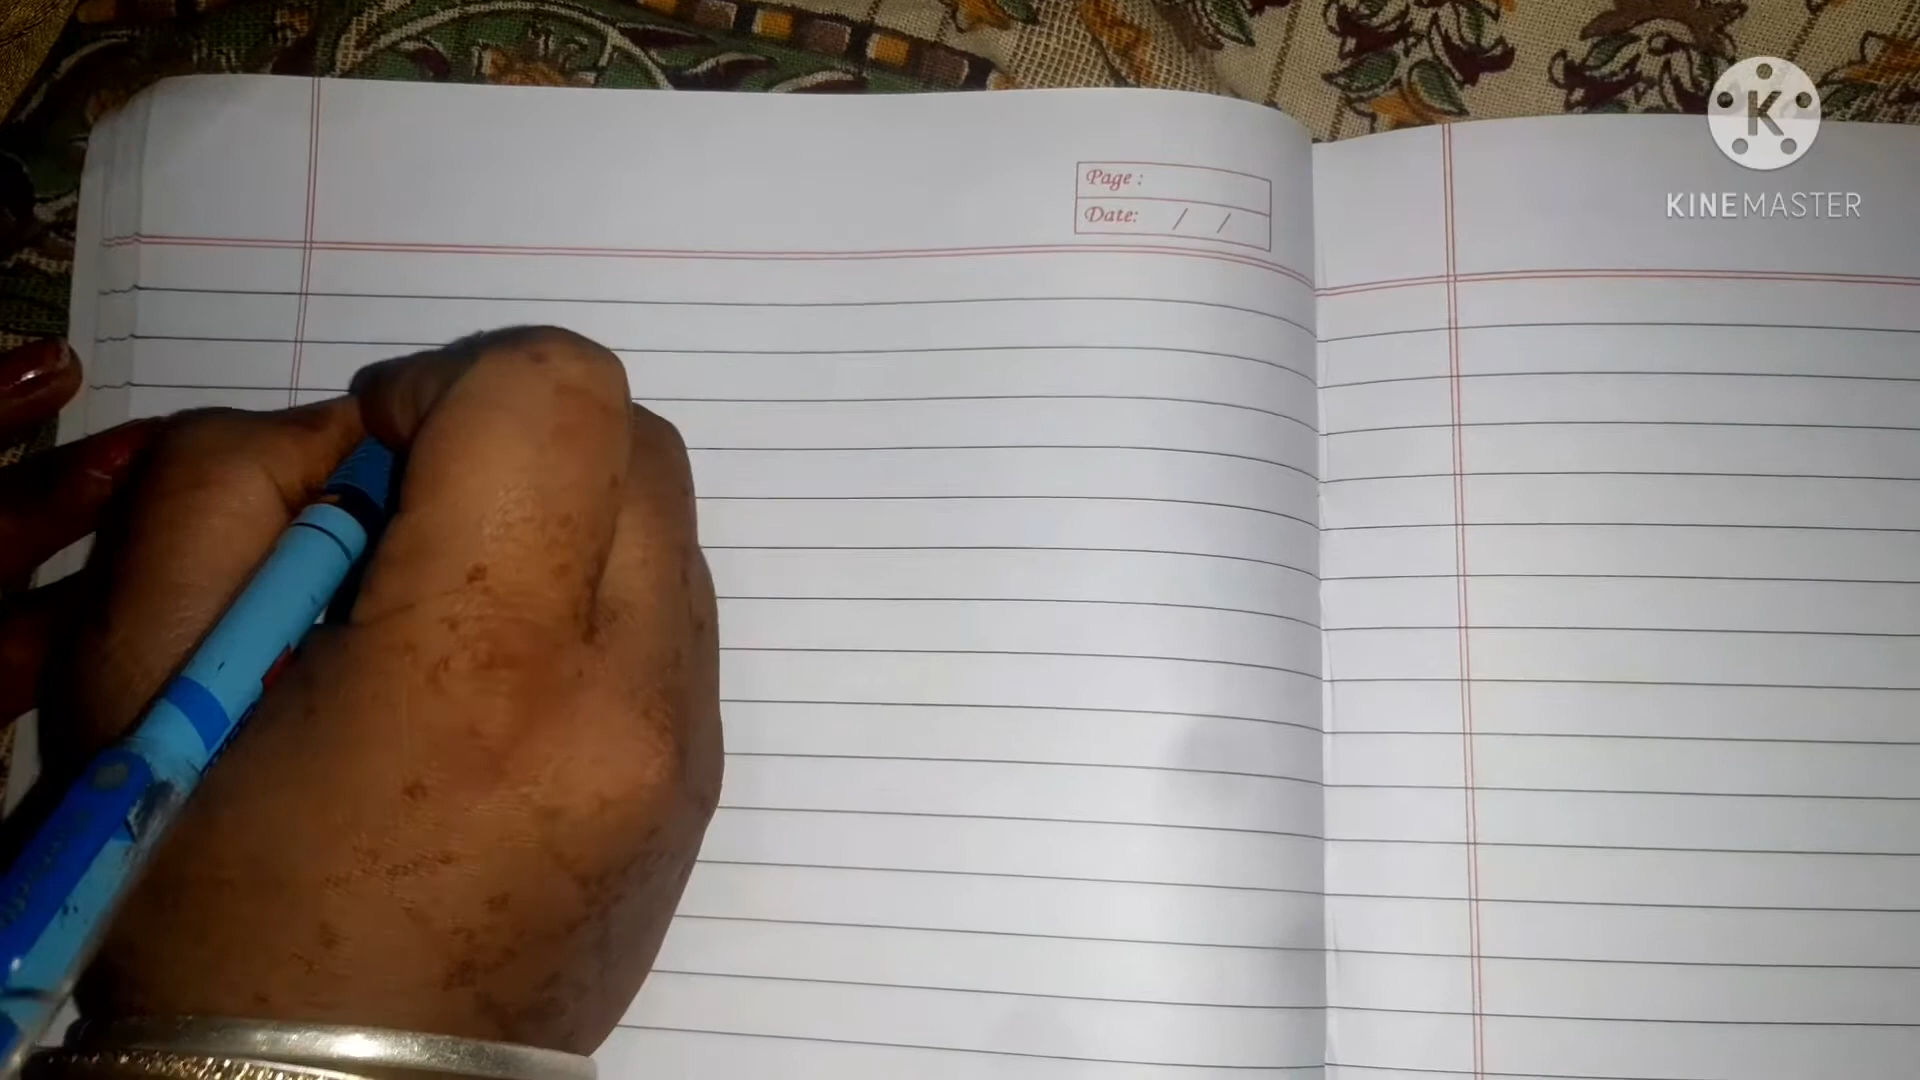 Page :
Date: / /
K
KINEMASTER